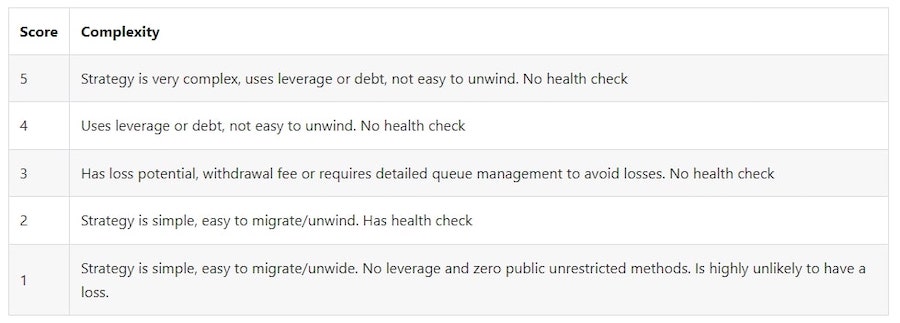 Score Complexity
5 Strategy is very complex, uses leverage or debt, not easy to unwind. No health check
4 Uses leverage or debt, not easy to unwind. No health check
3 Has loss potential, withdrawal fee or requires detailed queue management to avoid losses. No health check
2 Strategy is simple, easy to migrate/unwind. Has health check
1 Strategy is simple, easy to migrate/unwide. No leverage and zero public unrestricted methods. Is highly unlikely to have a
loss.